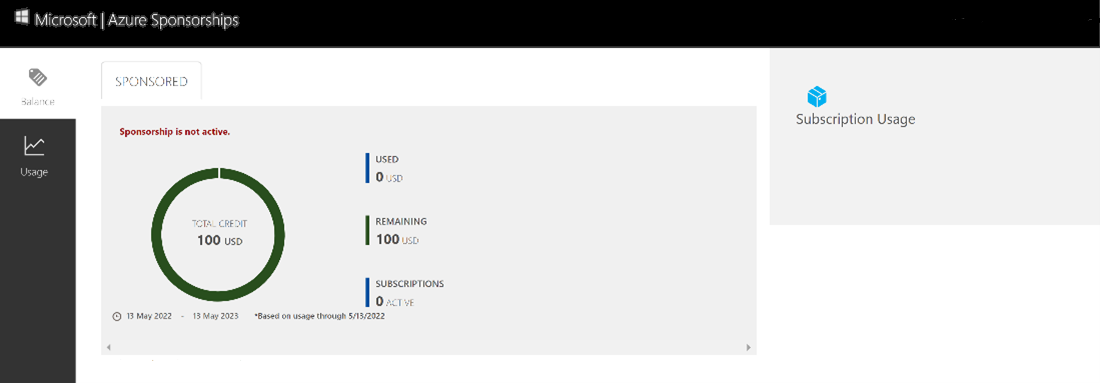 Microsoft | Azure Sponsorships
Balance
Usage
SPONSORED
Sponsorship is not active.
TOTAL CREDIT
100 USD
USED
0 USD
REMAINING
100 USD
SUBSCRIPTIONS
0 ACTIVE
13 May 2022 - 13 May 2023 *Based on usage through 5/13/2022
Subscription Usage